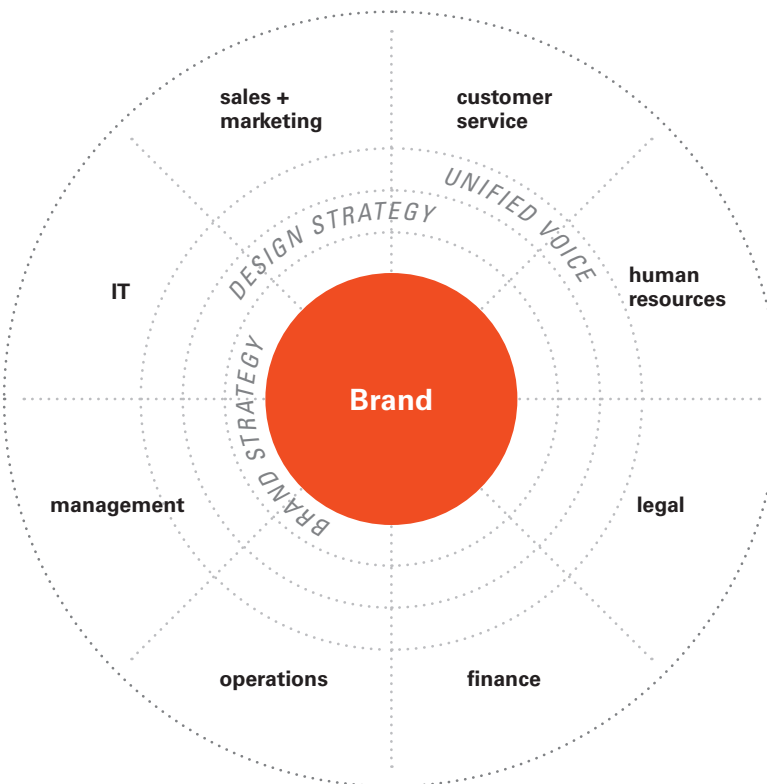 sales +
marketing
customer
service
UNIFIED VOICE
DESIGN STRATEGY
IT
human
resources
BRAND STRATEGY
Brand
management
legal
operations
finance